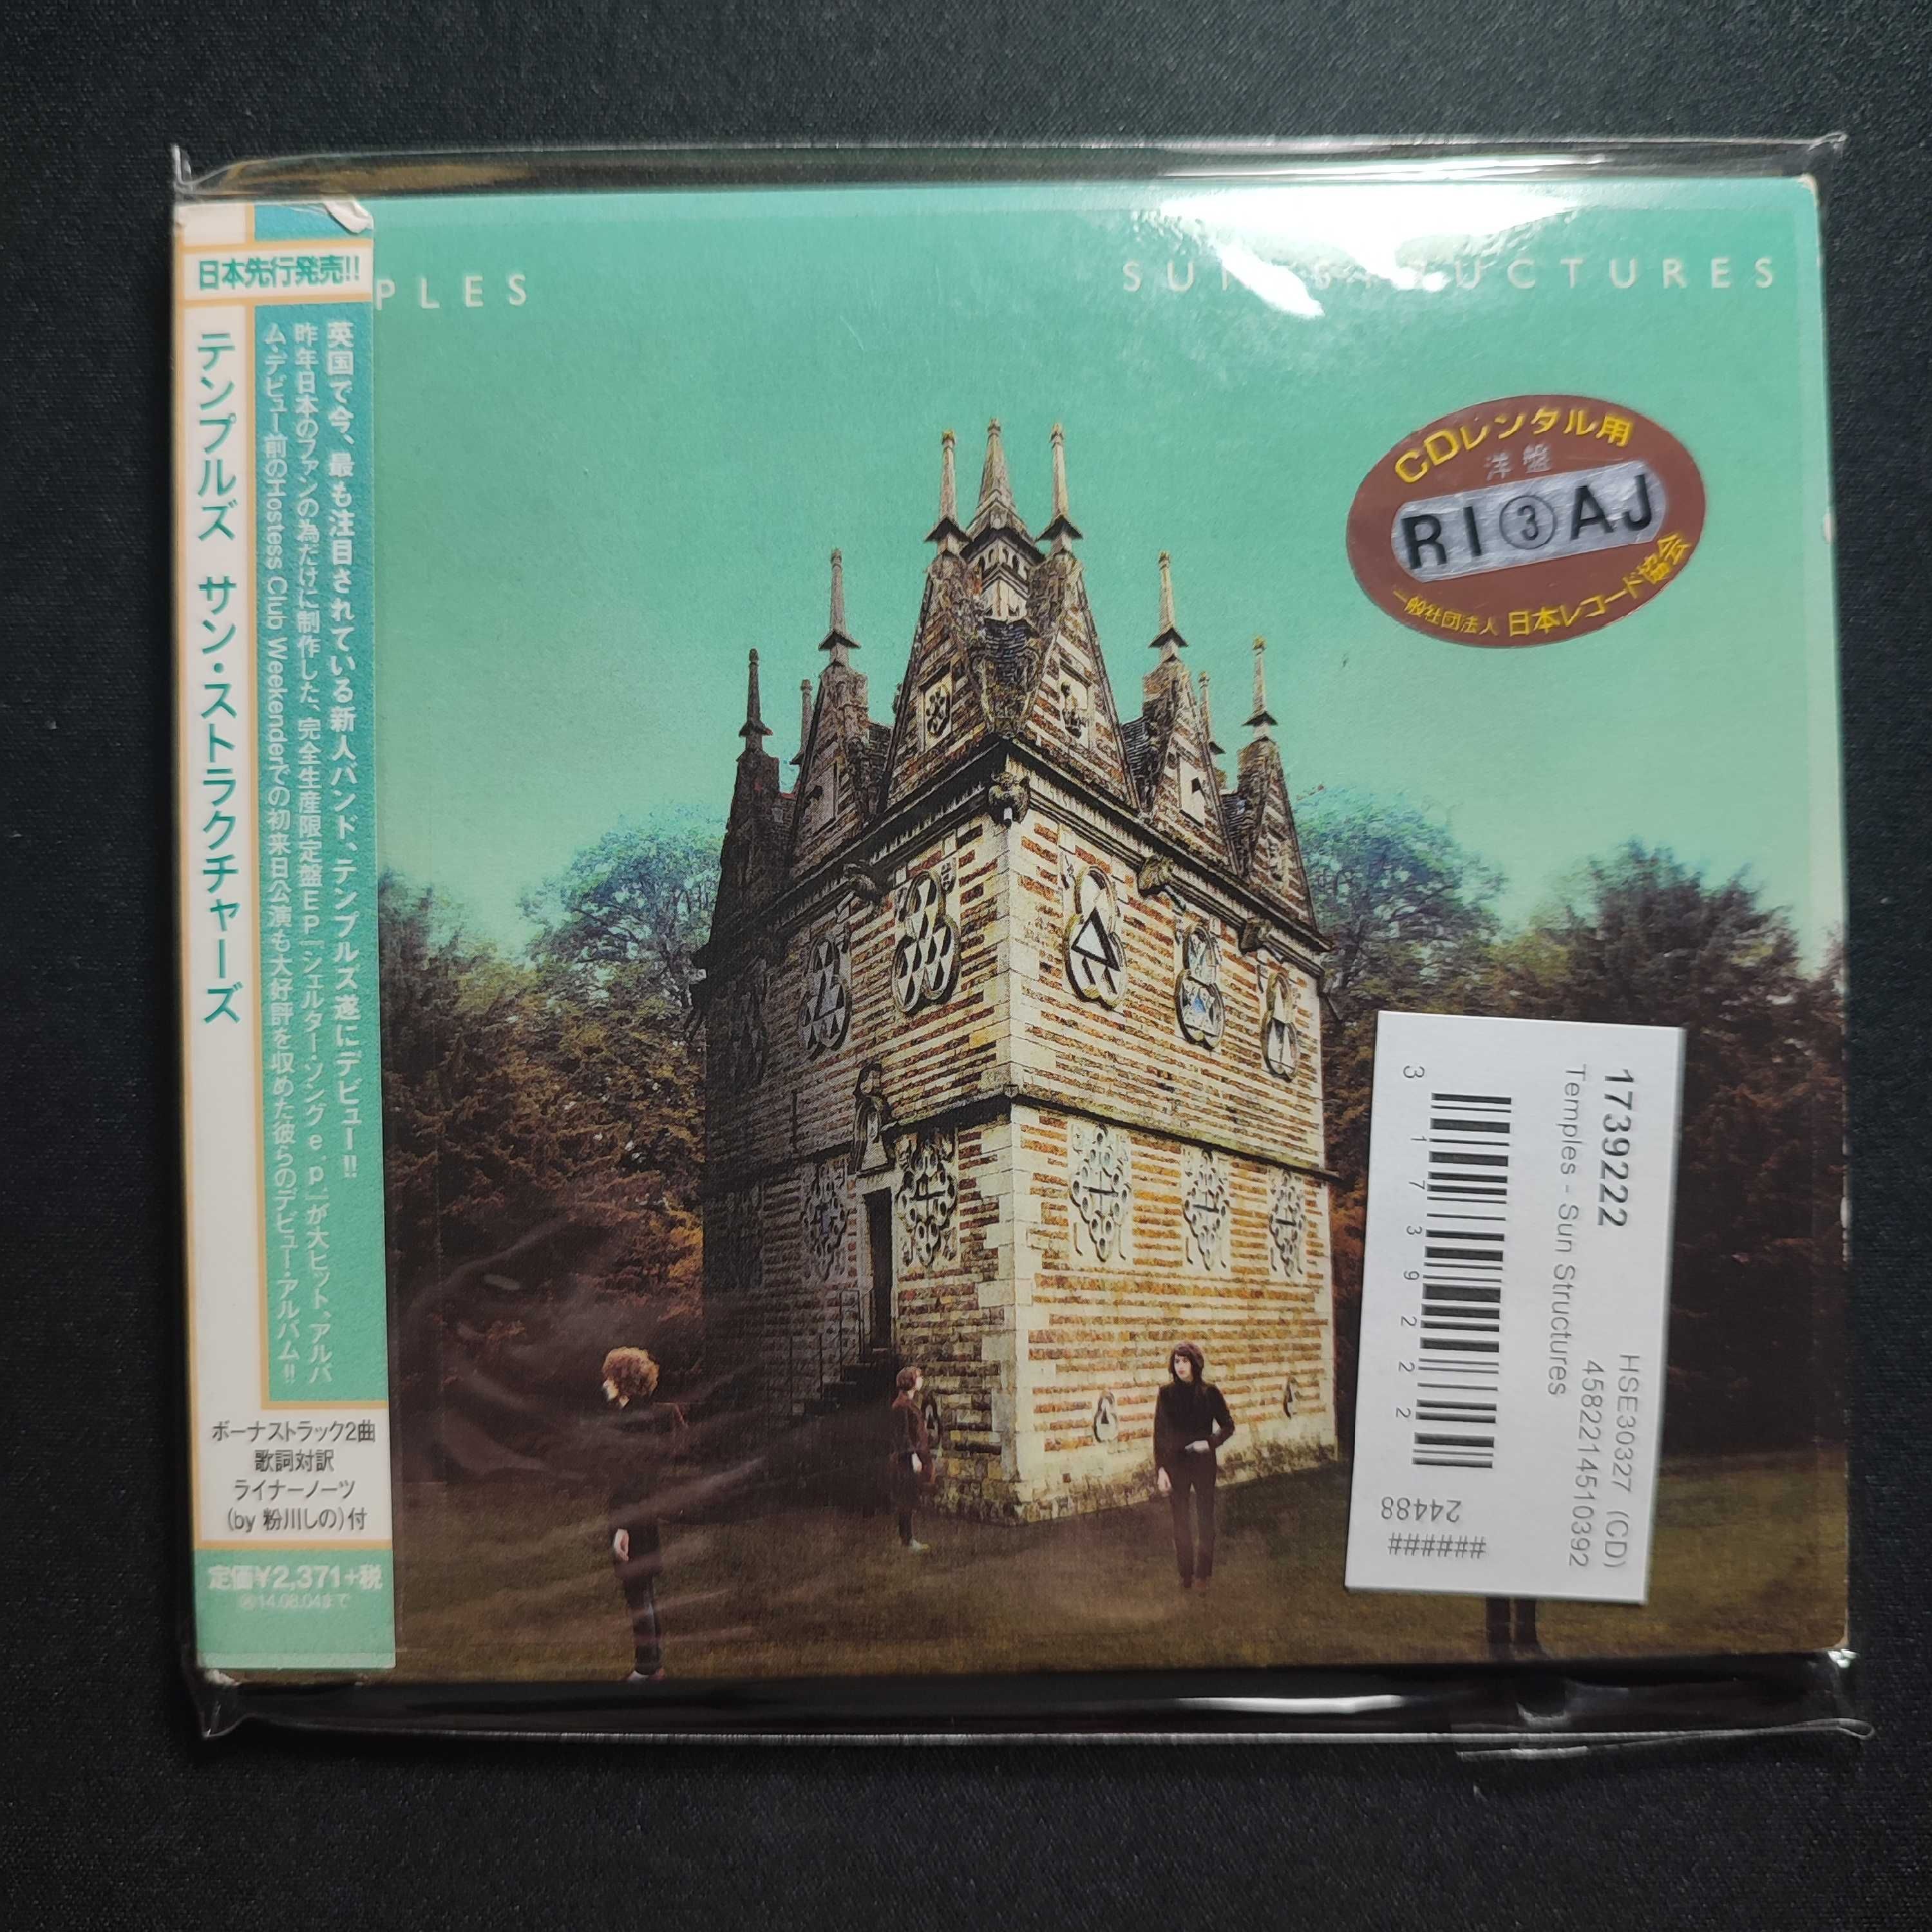 日本先行発売!!
テンプルズ サン・ストラクチャーズ
英国で今、最も注目されている新人バンド、テンプルズ遂にデビュー!!
昨年日本のファンの為だけに制作した、完全生産限定盤EP「シェルター・ソング e.p」が大ヒット、アルバ
ム・デビュー前のHostess Club Weekenderでの初来日公演も大好評を収めた彼らのデビュー・アルバム!!
ボーナストラック2曲
歌詞対訳
ライナーノーツ
(by 粉川しの)付
定価¥2,371+税
14.08.04まで
PLES
SUN STRUCTURES
CDレンタル用
洋盤
RI③AJ
一般社団法人 日本レコード協会
1739222
HSE30327 (CD)
4582214510392
Temples - Sun Structures
3 1 7 3 9 2 2 2
24488
######